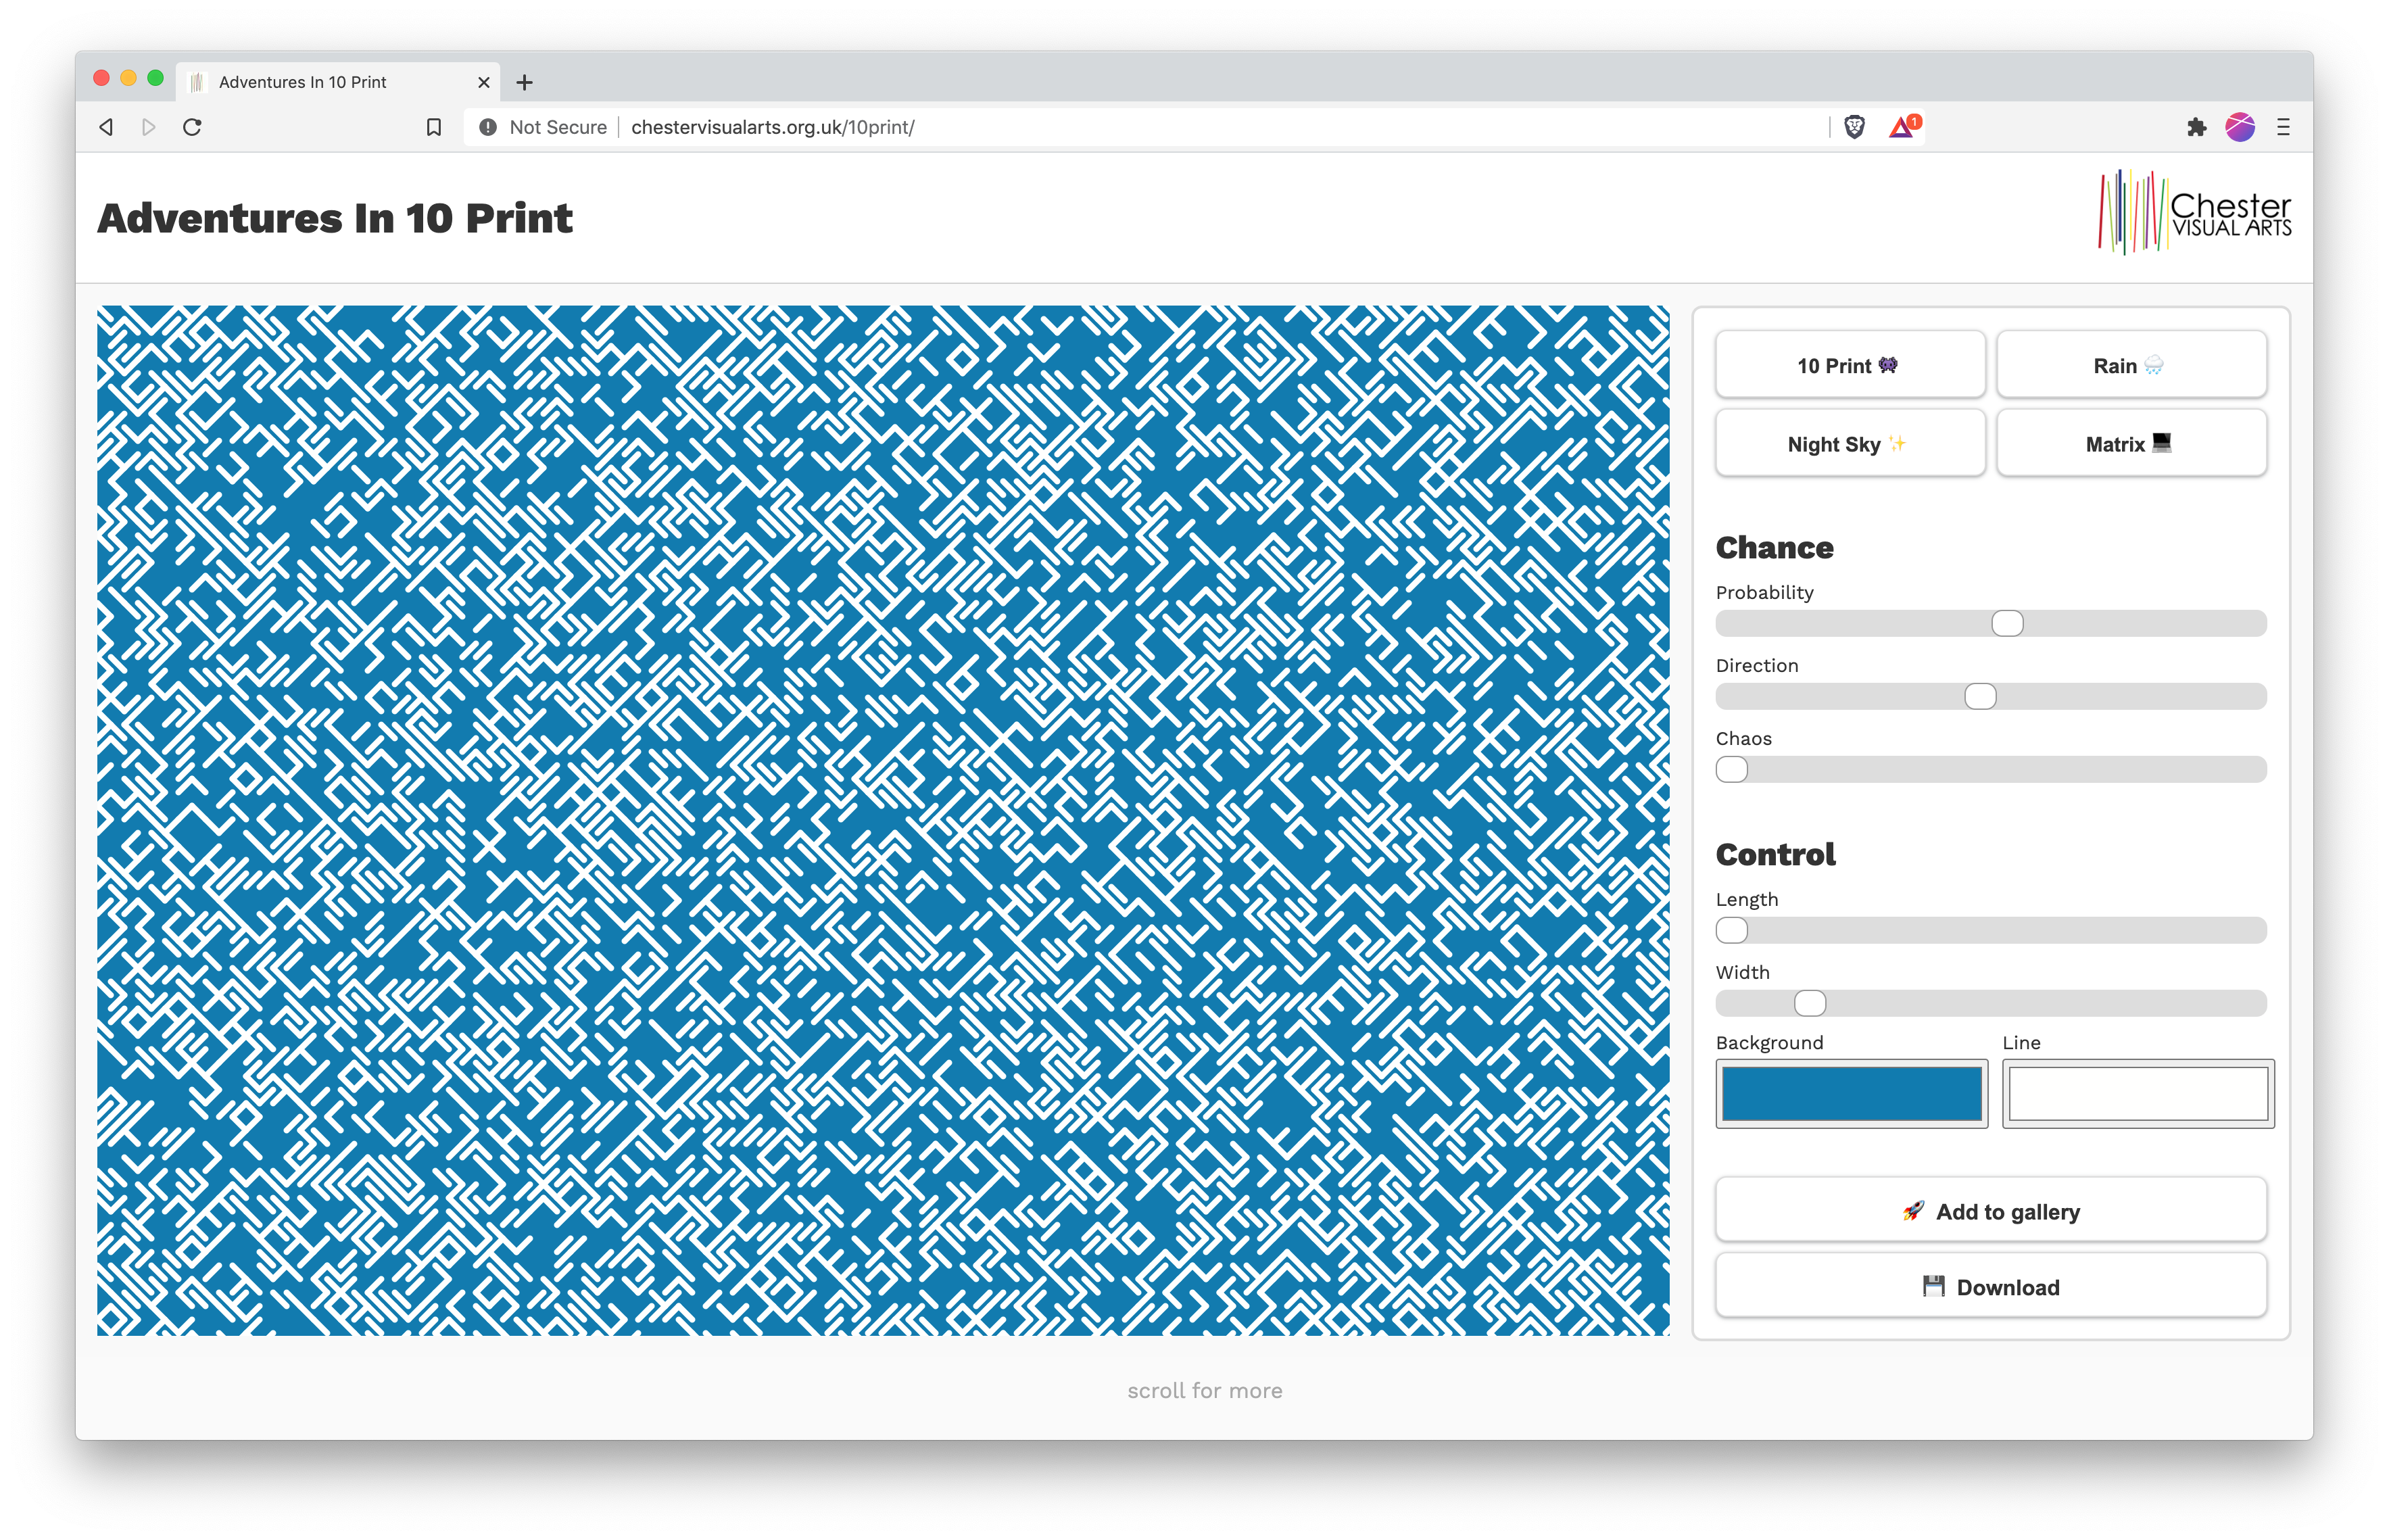 Adventures In 10 Print
Not Secure
chestervisualarts.org.uk/10print/
1
Adventures In 10 Print
Chester
VISUAL ARTS
10 Print
Rain
Night Sky
Matrix
Chance
Probability
Direction
Chaos
Control
Length
Width
Background
Line
Add to gallery
Download
scroll for more